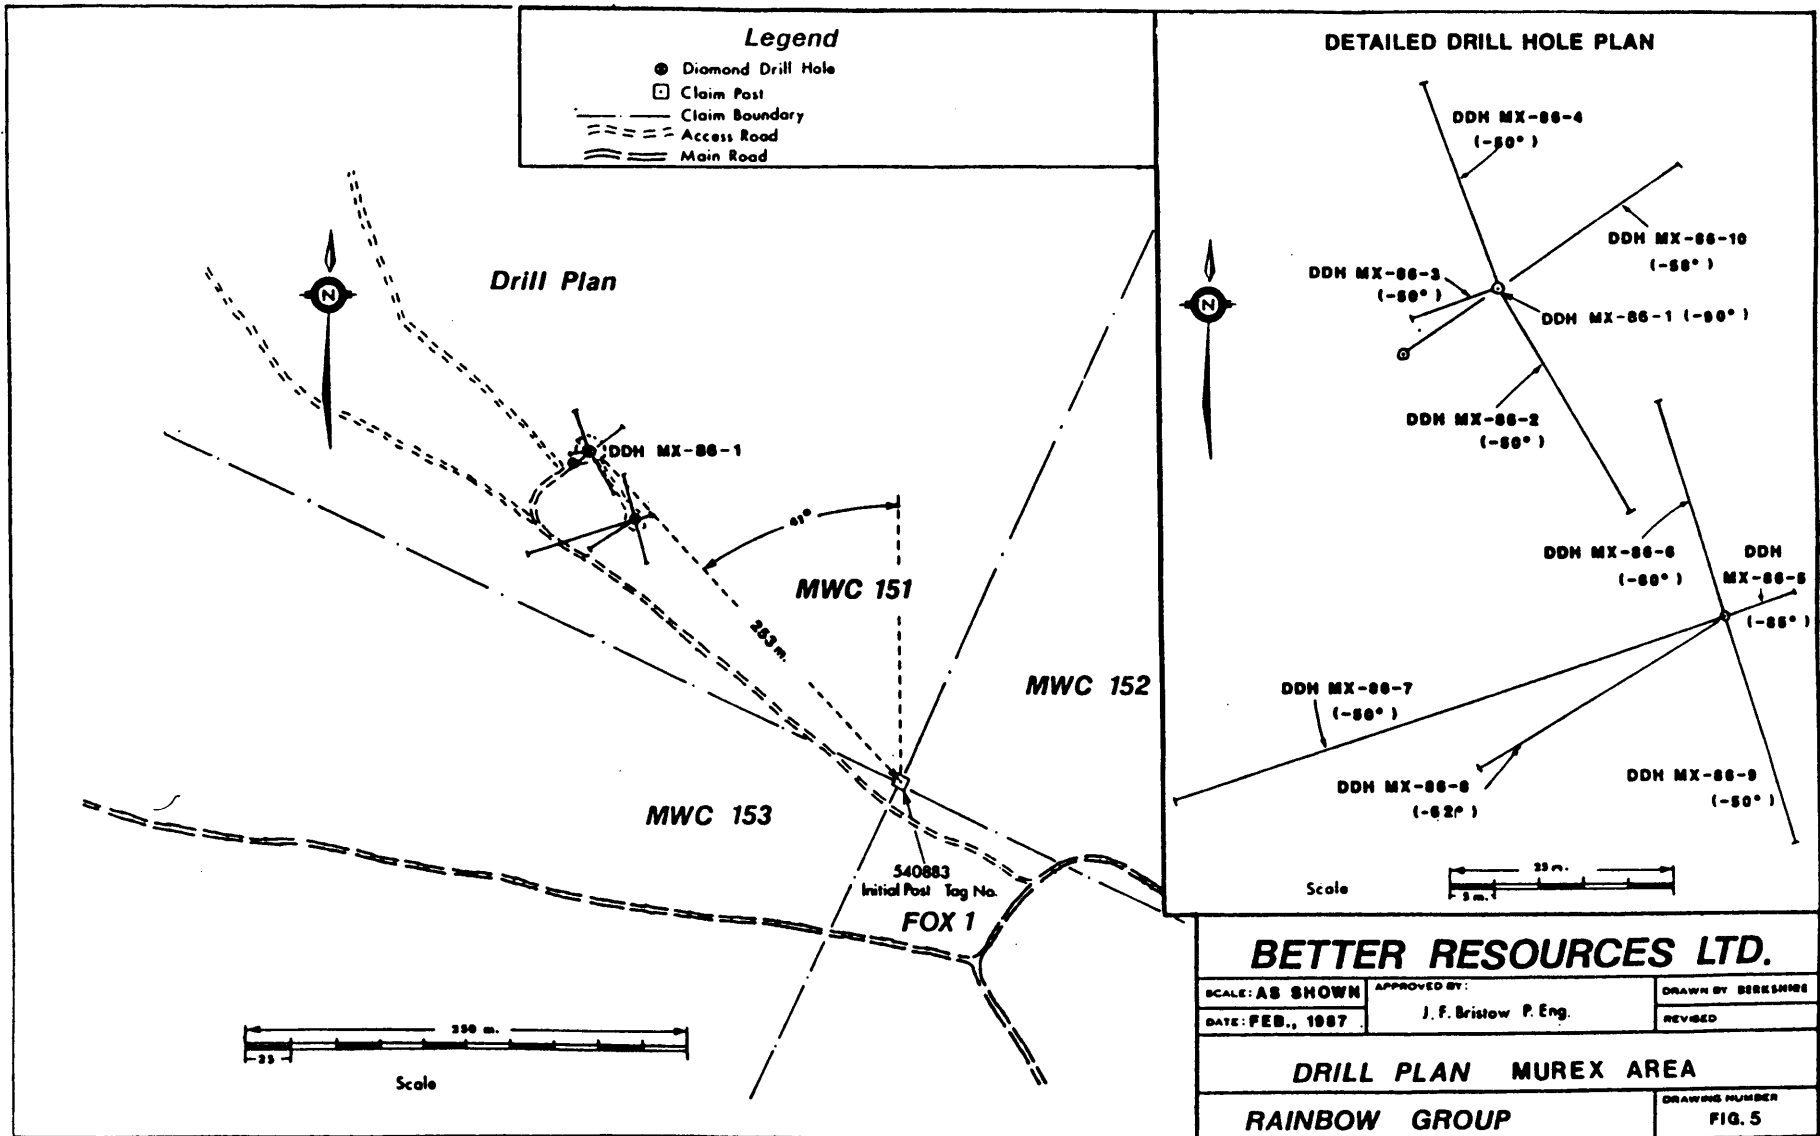 Legend
Diamond Drill Hole
Claim Post
Claim Boundary
Access Road
Main Road
Drill Plan
N
DDH MX-86-1
41°
MWC 151
253 m.
MWC 152
MWC 153
540883
Initial Post Tag No.
FOX 1
250 m.
25
Scale
DETAILED DRILL HOLE PLAN
DDH MX-86-4
(-50°)
DDH MX-86-10
(-58°)
DDH MX-86-3
(-50°)
N
DDH MX-86-1 (-90°)
DDH MX-86-2
(-50°)
DDH MX-86-6
(-60°)
DDH
MX-86-5
(-85°)
DDH MX-86-7
(-50°)
DDH MX-86-8
(-62°)
DDH MX-86-9
(-50°)
Scale
25 m.
5 m.
BETTER RESOURCES LTD.
SCALE: AS SHOWN
APPROVED BY:
J. F. Bristow P. Eng.
DRAWN BY BERKSHIRE
DATE: FEB., 1987
REVISED
DRILL PLAN MUREX AREA
RAINBOW GROUP
DRAWING NUMBER
FIG. 5